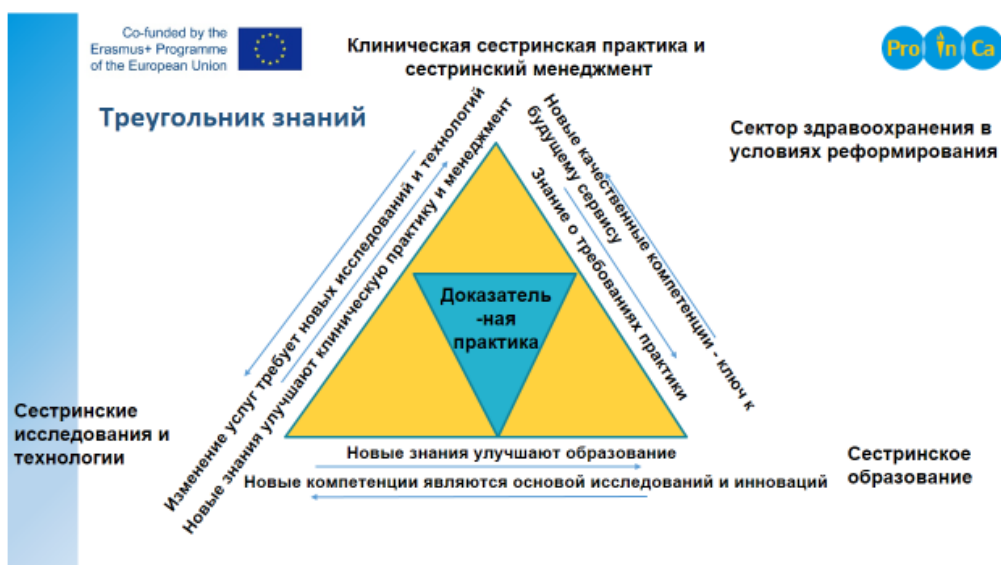 Co-funded by the
Erasmus+ Programme
of the European Union
Клиническая сестринская практика и
сестринский менеджмент
Pro In Ca
Треугольник знаний
Сектор здравоохранения в
условиях реформирования
Изменение услуг требует новых исследований и технологий
Новые знания улучшают клиническую практику и менеджмент
Новые качественные компетенции - ключ к
будущему сервису
Знание о требованиях практики
Доказатель
-ная
практика
Сестринские
исследования и
технологии
Новые знания улучшают образование
Новые компетенции являются основой исследований и инноваций
Сестринское
образование